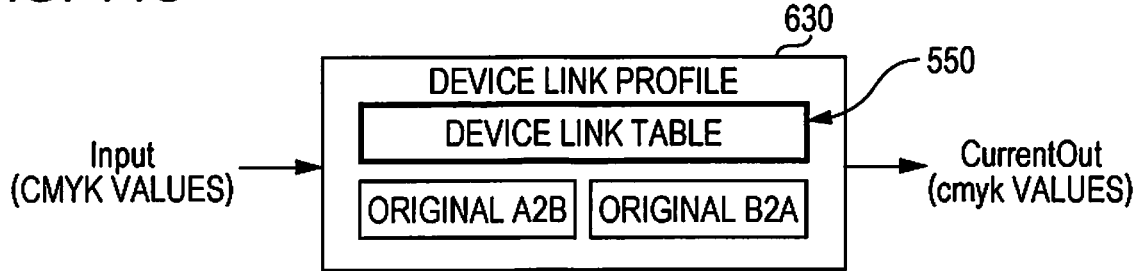 630
550
DEVICE LINK PROFILE
DEVICE LINK TABLE
Input
(CMYK VALUES)
CurrentOut
(cmyk VALUES)
ORIGINAL A2B
ORIGINAL B2A